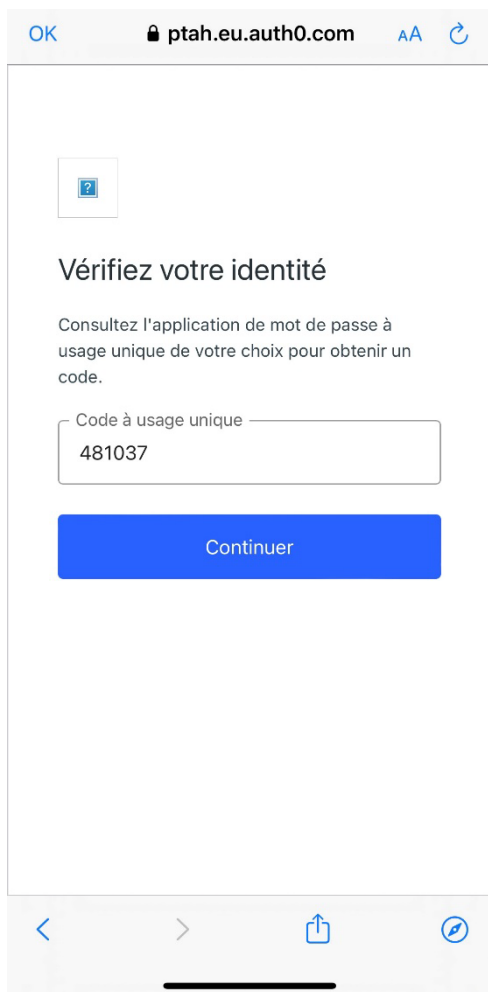 OK ptah.eu.auth0.com AA
Vérifiez votre identité
Consultez l'application de mot de passe à
usage unique de votre choix pour obtenir un
code.
Code à usage unique
481037
Continuer